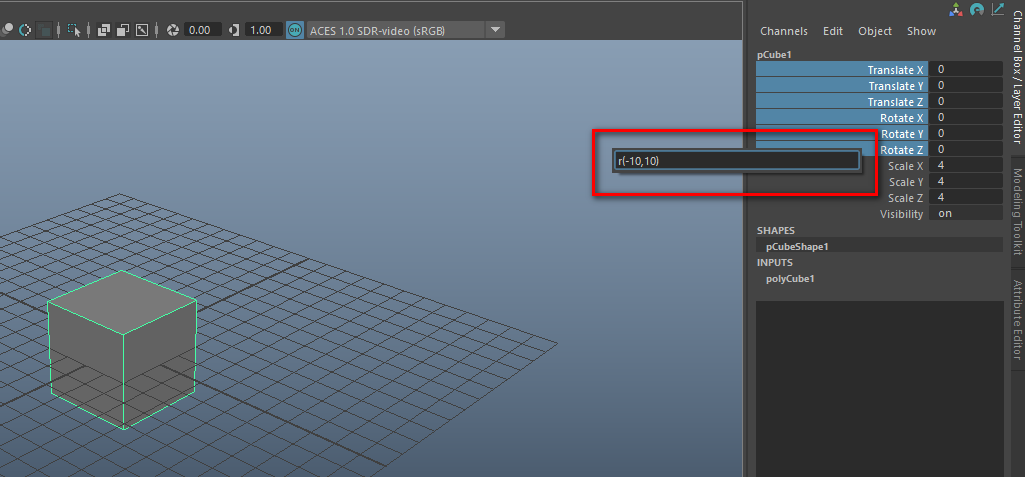 0.00 1.00 ON ACES 1.0 SDR-video (sRGB)
Channels Edit Object Show
pCube1
Translate X 0
Translate Y 0
Translate Z 0
Rotate X 0
Rotate Y 0
Rotate Z 0
r(-10,10)
Scale X 4
Scale Y 4
Scale Z 4
Visibility on
SHAPES
pCubeShape1
INPUTS
polyCube1
Channel Box / Layer Editor
Modeling Toolkit
Attribute Editor